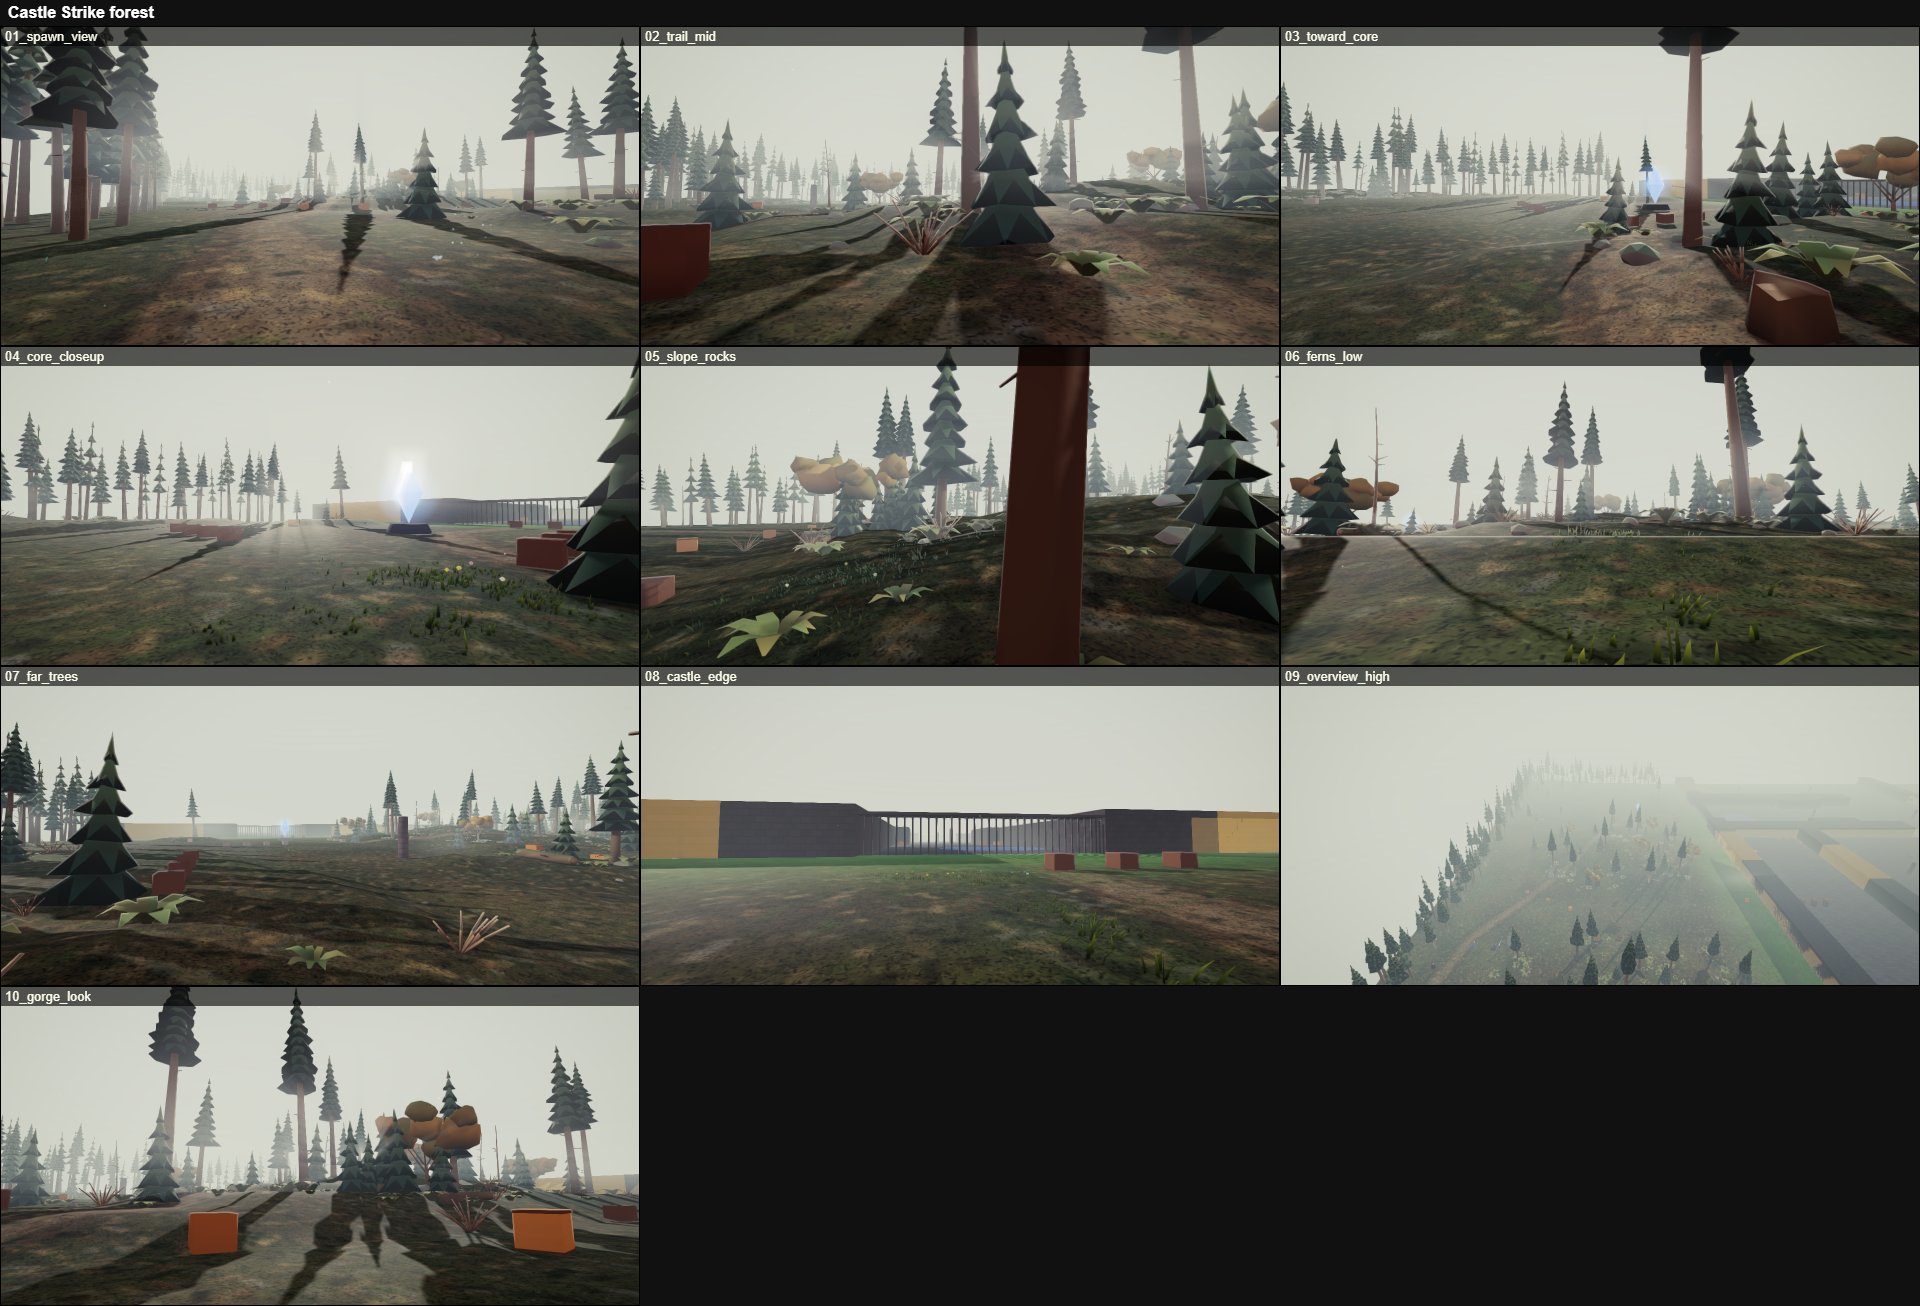 Castle Strike forest
01_spawn_view
02_trail_mid
03_toward_core
04_core_closeup
05_slope_rocks
06_ferns_low
07_far_trees
08_castle_edge
09_overview_high
10_gorge_look